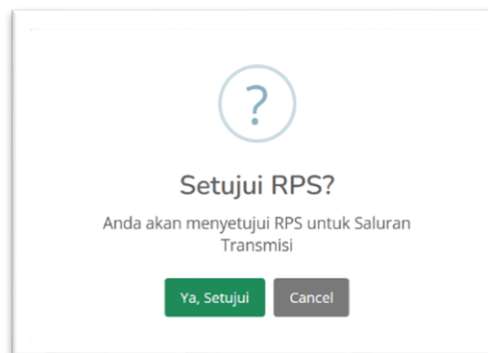 ?
Setujui RPS?
Anda akan menyetujui RPS untuk Saluran
Transmisi
Ya, Setujui
Cancel